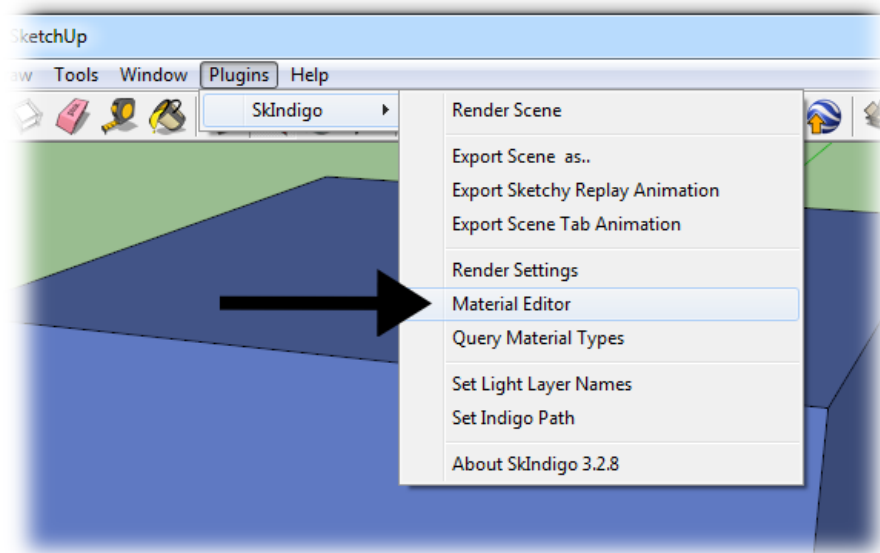 SketchUp
Tools Window Plugins Help
SkIndigo
Render Scene
Export Scene as..
Export Sketchy Replay Animation
Export Scene Tab Animation
Render Settings
Material Editor
Query Material Types
Set Light Layer Names
Set Indigo Path
About SkIndigo 3.2.8